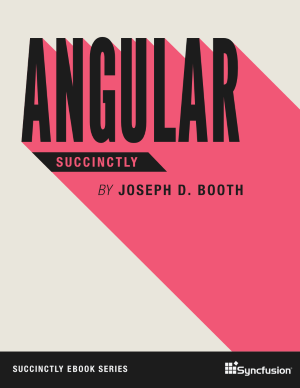 ANGULAR
SUCCINCTLY
BY JOSEPH D. BOOTH
SUCCINCTLY EBOOK SERIES
Syncfusion®